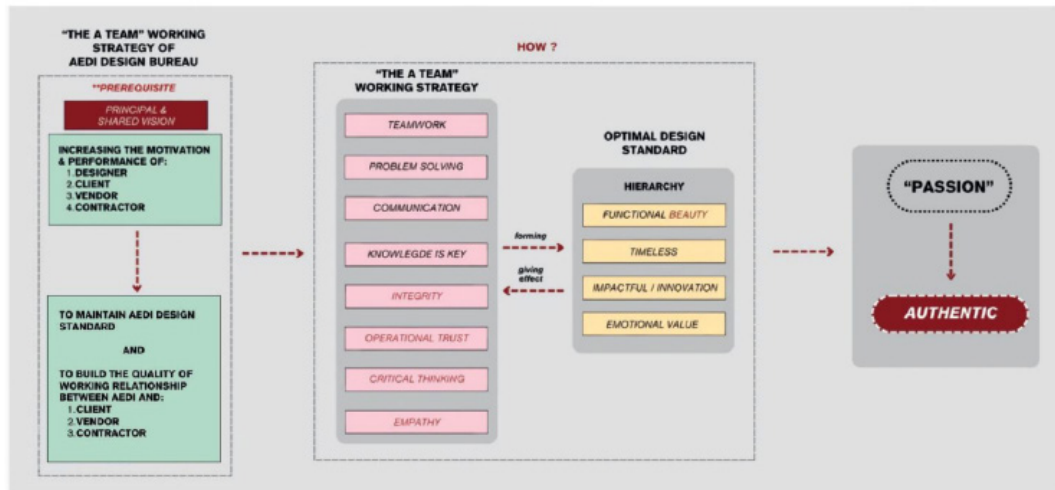 "THE A TEAM" WORKING
STRATEGY OF
AEDI DESIGN BUREAU
**PREREQUISITE
PRINCIPAL &
SHARED VISION
INCREASING THE MOTIVATION
& PERFORMANCE OF:
1. DESIGNER
2. CLIENT
3. VENDOR
4. CONTRACTOR
TO MAINTAIN AEDI DESIGN
STANDARD
AND
TO BUILD THE QUALITY OF
WORKING RELATIONSHIP
BETWEEN AEDI AND:
1. CLIENT
2. VENDOR
3. CONTRACTOR
HOW ?
"THE A TEAM"
WORKING STRATEGY
TEAMWORK
PROBLEM SOLVING
COMMUNICATION
KNOWLEGDE IS KEY
INTEGRITY
OPERATIONAL TRUST
CRITICAL THINKING
EMPATHY
forming
giving
effect
OPTIMAL DESIGN
STANDARD
HIERARCHY
FUNCTIONAL BEAUTY
TIMELESS
IMPACTFUL / INNOVATION
EMOTIONAL VALUE
"PASSION"
AUTHENTIC